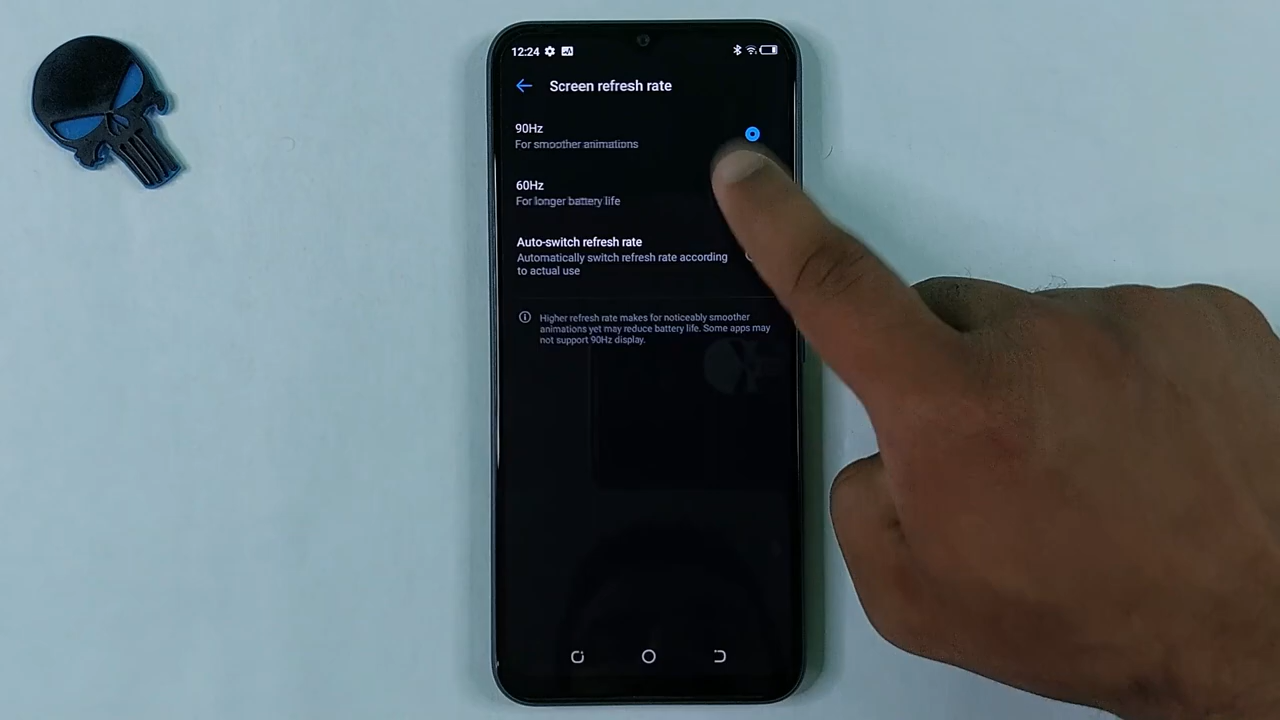 12:24
Screen refresh rate
90Hz
For smoother animations
60Hz
For longer battery life
Auto-switch refresh rate
Automatically switch refresh rate according
to actual use
Higher refresh rate makes for noticeably smoother
animations yet may reduce battery life. Some apps may
not support 90Hz display.